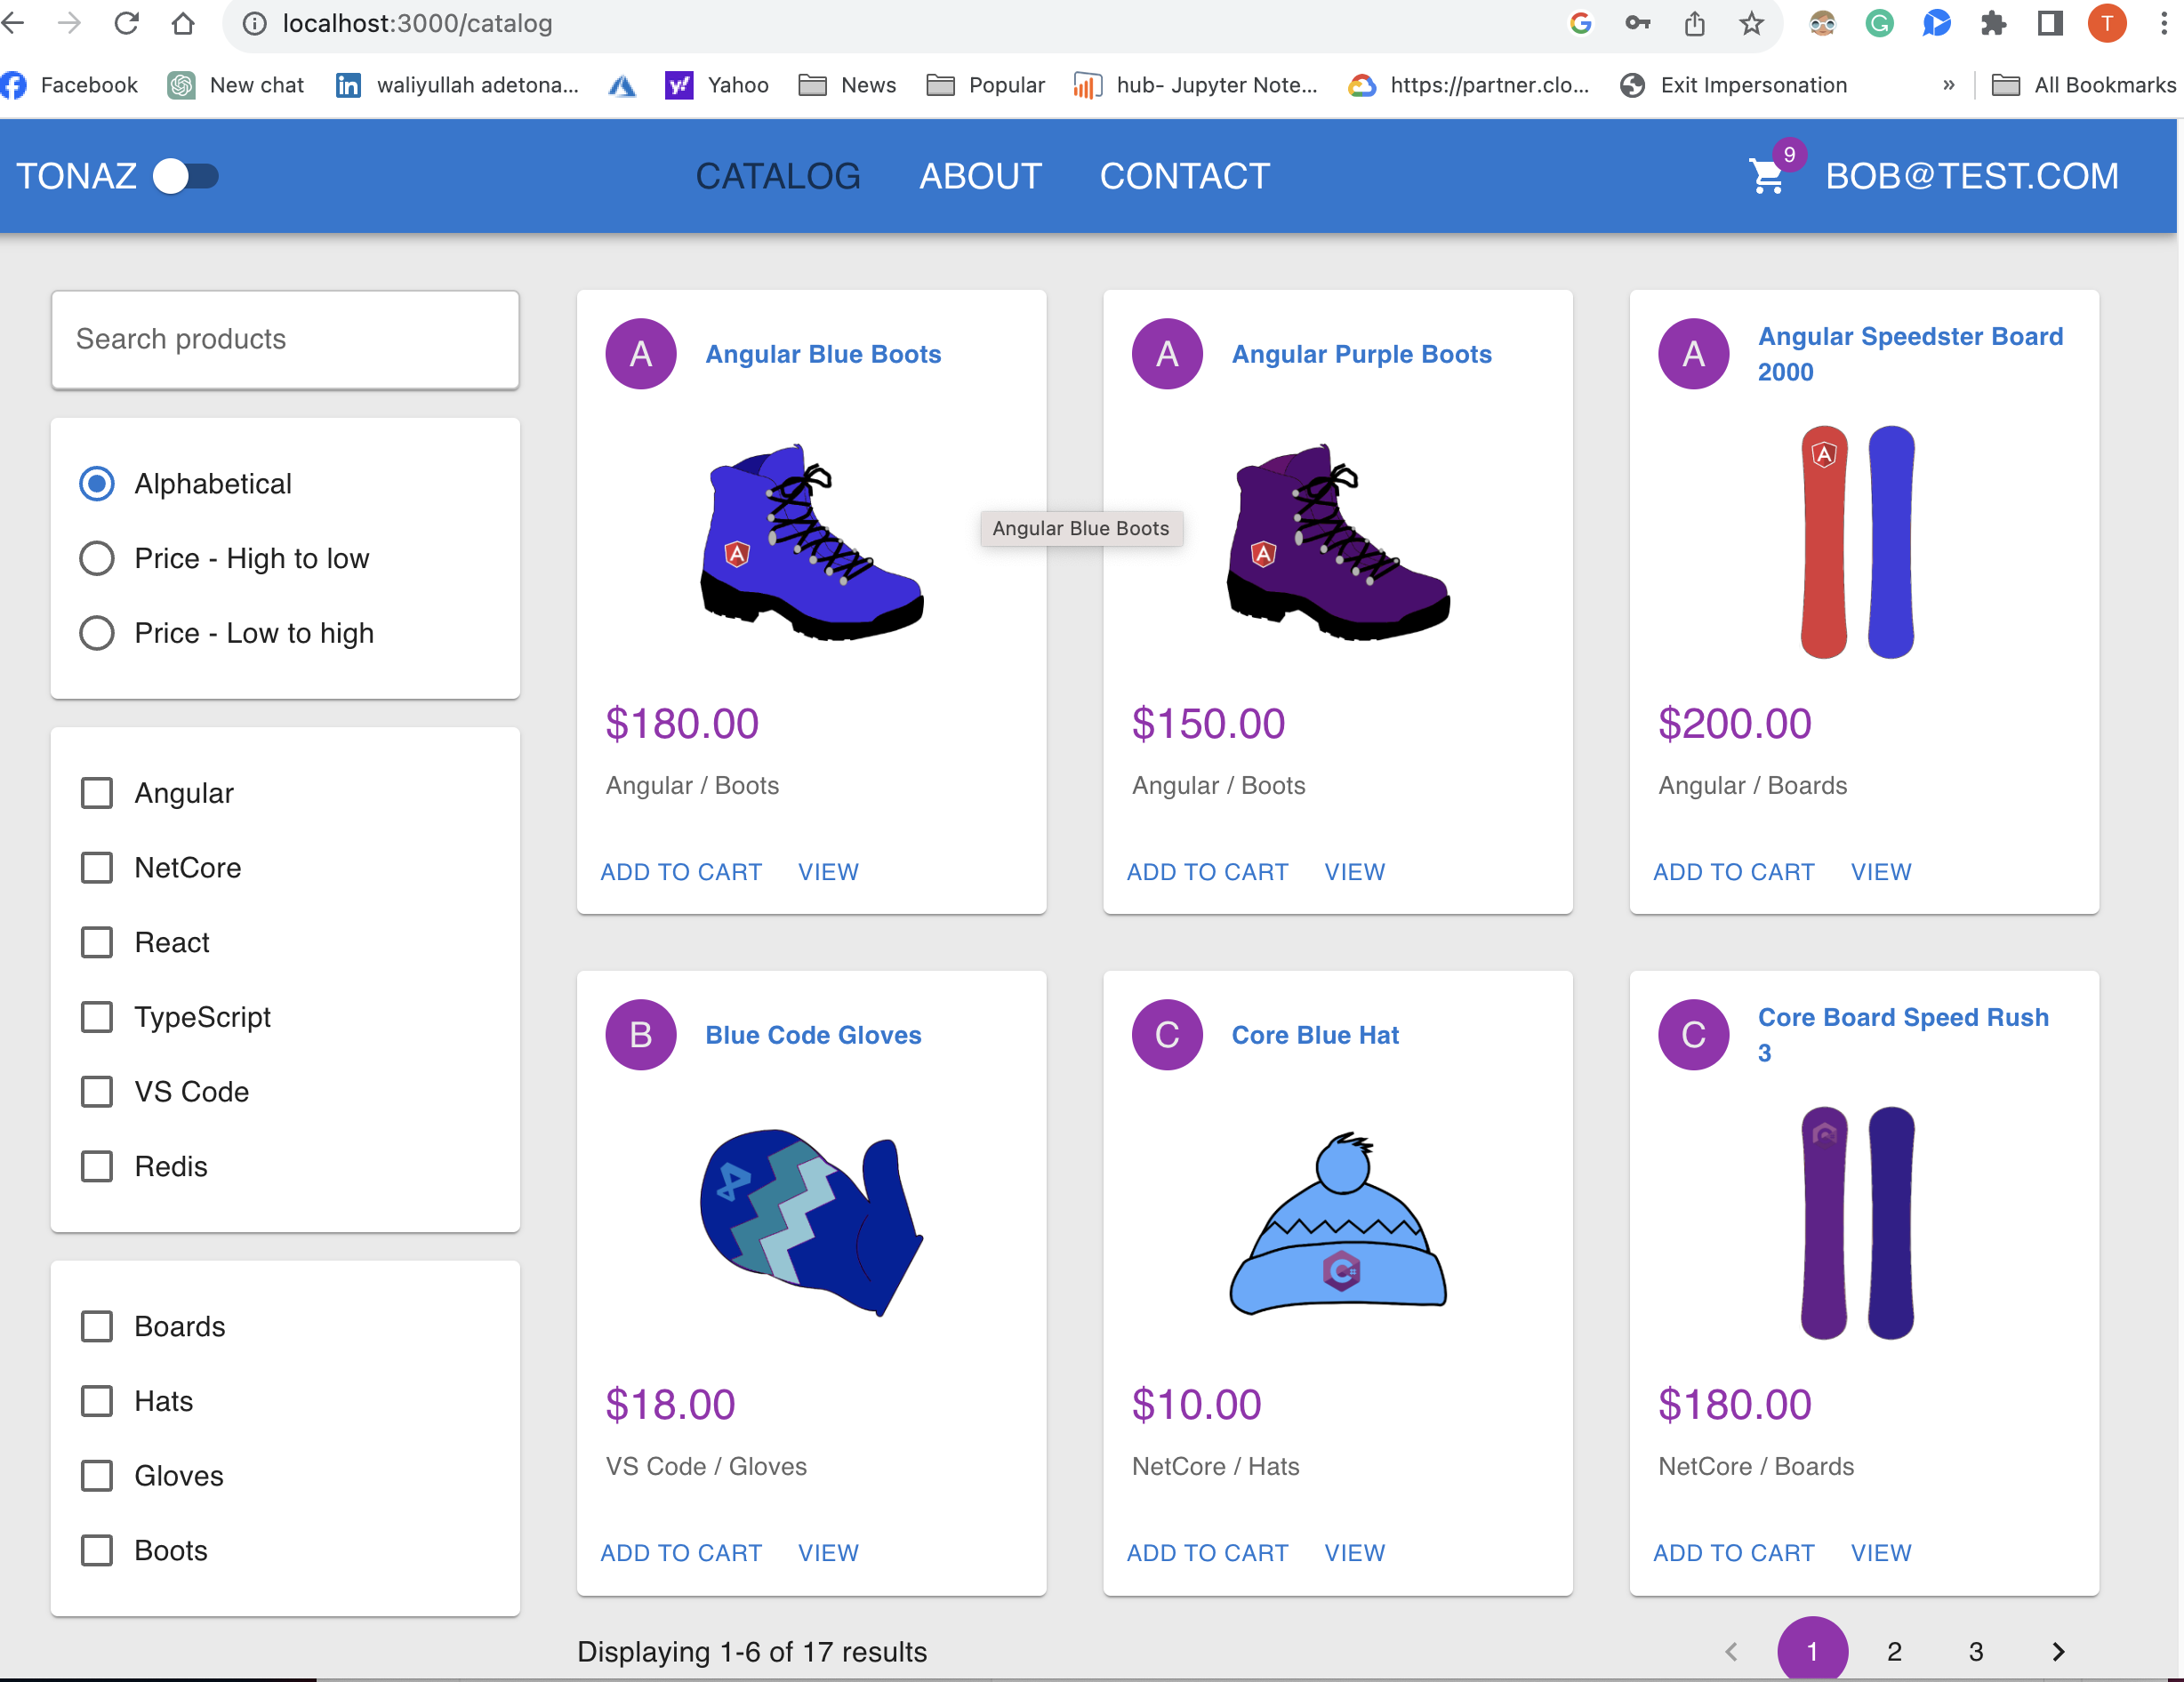 localhost:3000/catalog
T
Facebook
New chat
waliyullah adetona...
Yahoo
News
Popular
hub- Jupyter Note...
https://partner.clo...
Exit Impersonation
»
All Bookmarks
TONAZ
CATALOG
ABOUT
CONTACT
9
BOB@TEST.COM
Search products
Alphabetical
Price - High to low
Price - Low to high
Angular
NetCore
React
TypeScript
VS Code
Redis
Boards
Hats
Gloves
Boots
A
Angular Blue Boots
A
$180.00
Angular / Boots
ADD TO CART
VIEW
Angular Blue Boots
A
Angular Purple Boots
A
$150.00
Angular / Boots
ADD TO CART
VIEW
A
Angular Speedster Board
2000
A
$200.00
Angular / Boards
ADD TO CART
VIEW
B
Blue Code Gloves
$18.00
VS Code / Gloves
ADD TO CART
VIEW
C
Core Blue Hat
C#
$10.00
NetCore / Hats
ADD TO CART
VIEW
C
Core Board Speed Rush
3
$180.00
NetCore / Boards
ADD TO CART
VIEW
Displaying 1-6 of 17 results
1
2
3